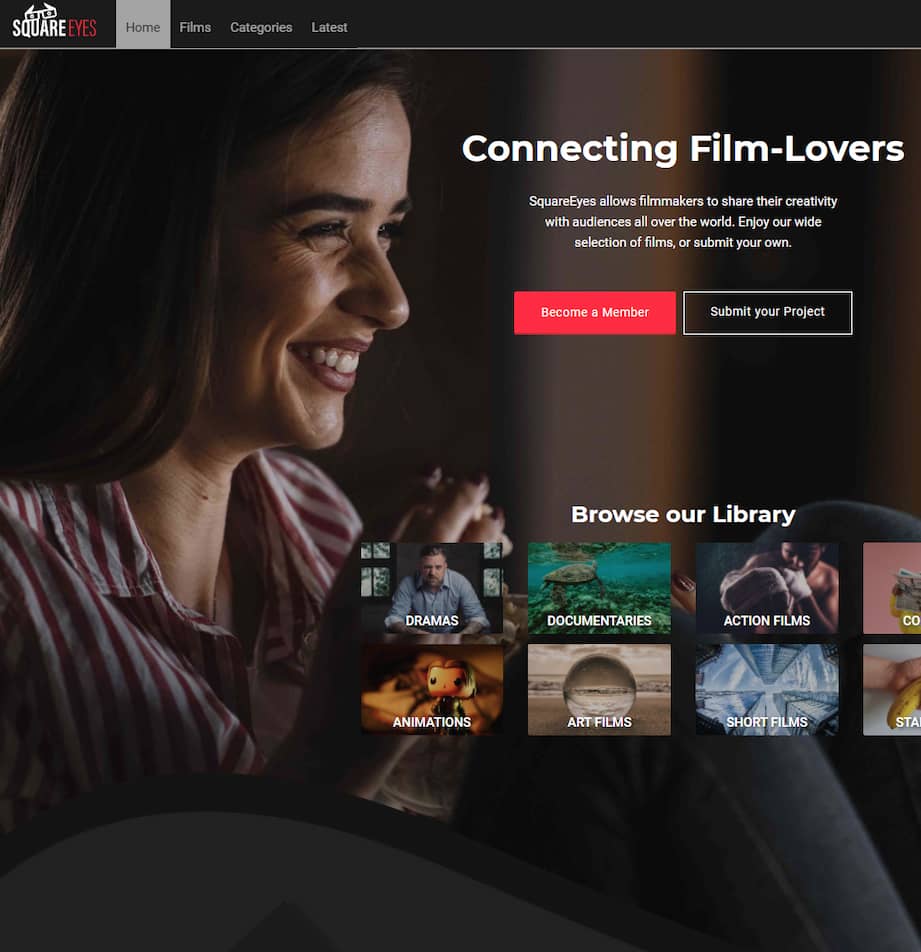 SQUARE EYES
Home Films Categories Latest
Connecting Film-Lovers
SquareEyes allows filmmakers to share their creativity
with audiences all over the world. Enjoy our wide
selection of films, or submit your own.
Become a Member Submit your Project
Browse our Library
DRAMAS DOCUMENTARIES ACTION FILMS CO
ANIMATIONS ART FILMS SHORT FILMS STA